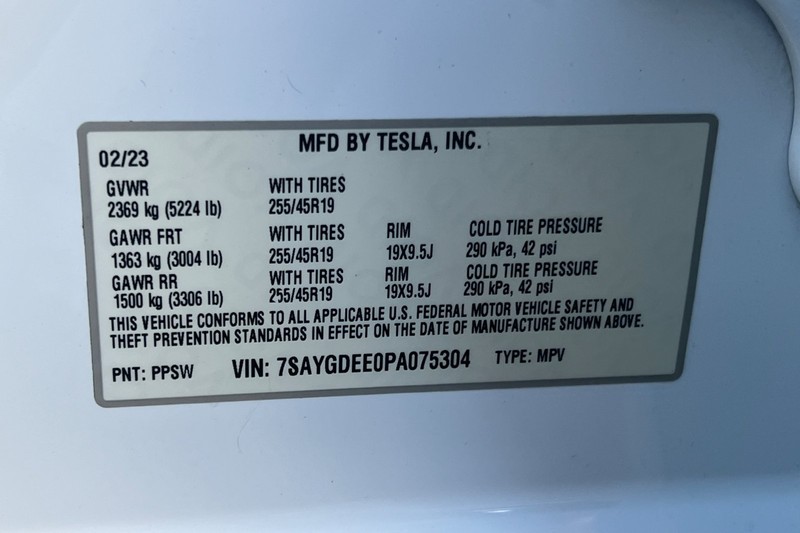 MFD BY TESLA, INC.
02/23
GVWR WITH TIRES
2369 kg (5224 lb) 255/45R19
GAWR FRT WITH TIRES RIM COLD TIRE PRESSURE
1363 kg (3004 lb) 255/45R19 19X9.5J 290 kPa, 42 psi
GAWR RR WITH TIRES RIM COLD TIRE PRESSURE
1500 kg (3306 lb) 255/45R19 19X9.5J 290 kPa, 42 psi
THIS VEHICLE CONFORMS TO ALL APPLICABLE U.S. FEDERAL MOTOR VEHICLE SAFETY AND
THEFT PREVENTION STANDARDS IN EFFECT ON THE DATE OF MANUFACTURE SHOWN ABOVE.
PNT: PPSW VIN: 7SAYGDEE0PA075304 TYPE: MPV